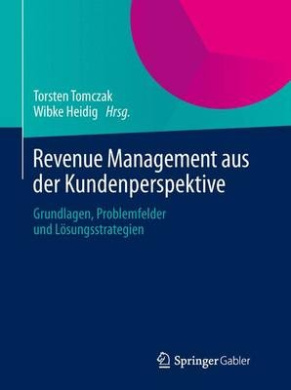 Torsten Tomczak
Wibke Heidig Hrsg.
Revenue Management aus
der Kundenperspektive
Grundlagen, Problemfelder
und Lösungsstrategien
Springer Gabler